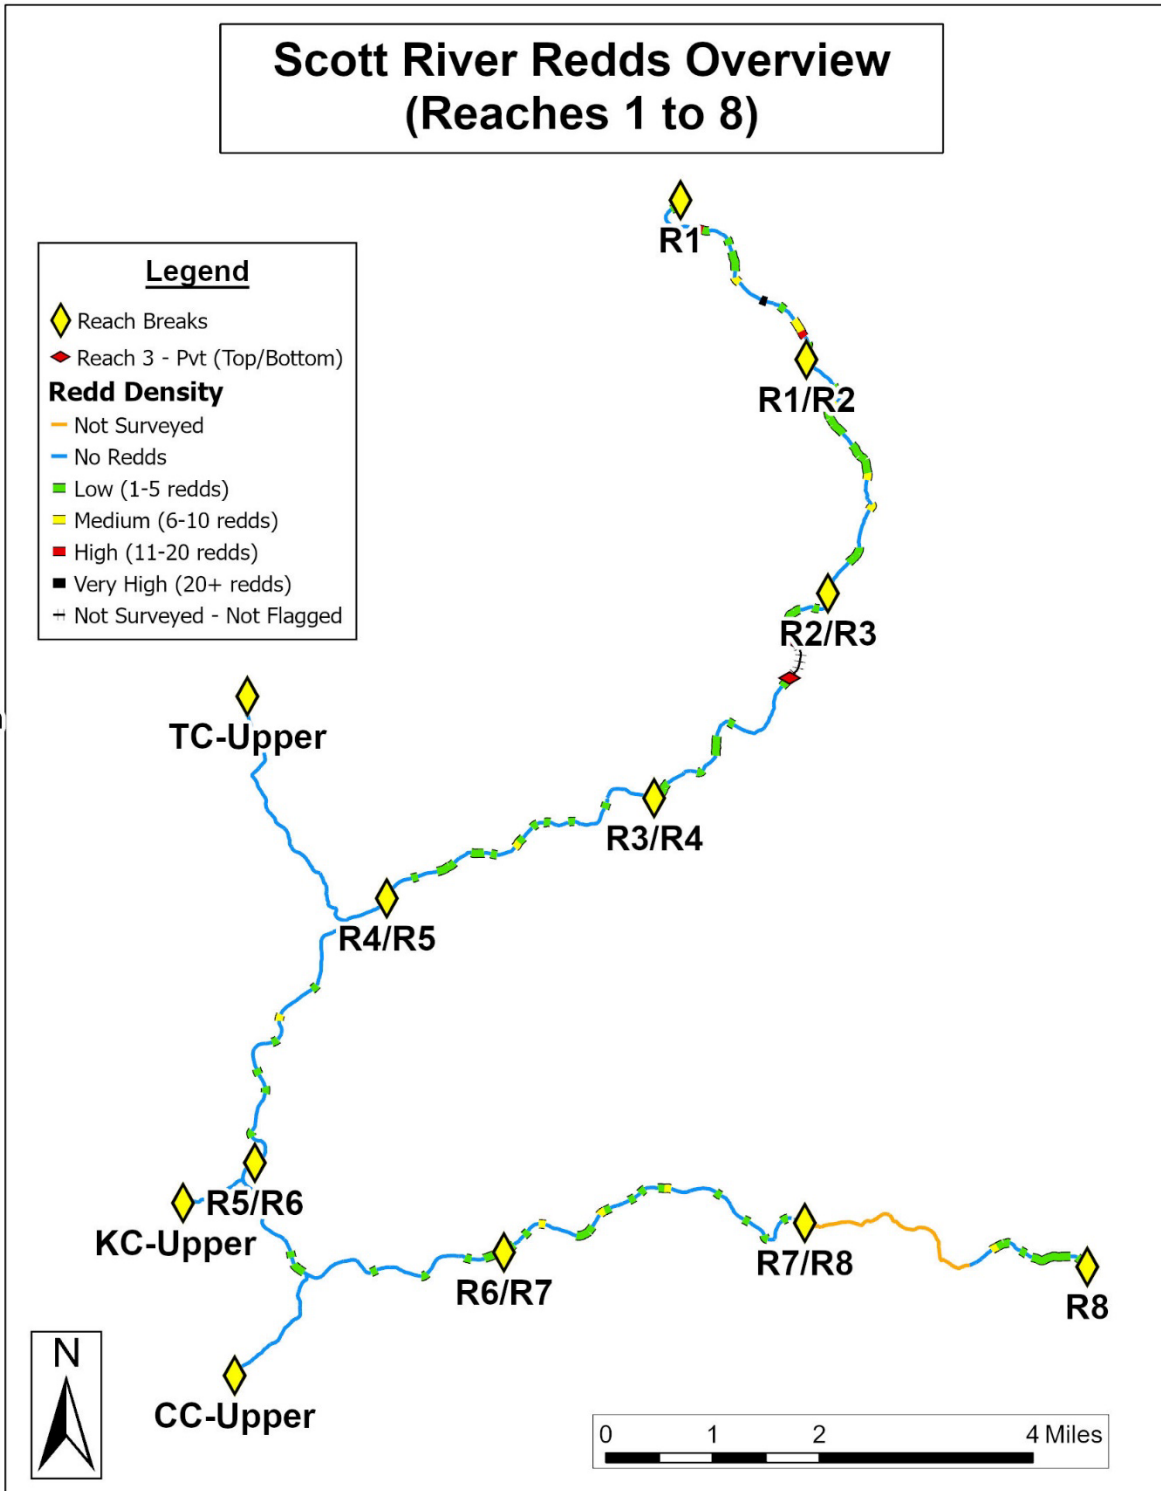 Scott River Redds Overview
(Reaches 1 to 8)
Legend
Reach Breaks
Reach 3 - Pvt (Top/Bottom)
Redd Density
Not Surveyed
No Redds
Low (1-5 redds)
Medium (6-10 redds)
High (11-20 redds)
Very High (20+ redds)
Not Surveyed - Not Flagged
R1
R1/R2
R2/R3
TC-Upper
R3/R4
R4/R5
R5/R6
KC-Upper
R6/R7
R7/R8
R8
CC-Upper
N
0 1 2 4 Miles